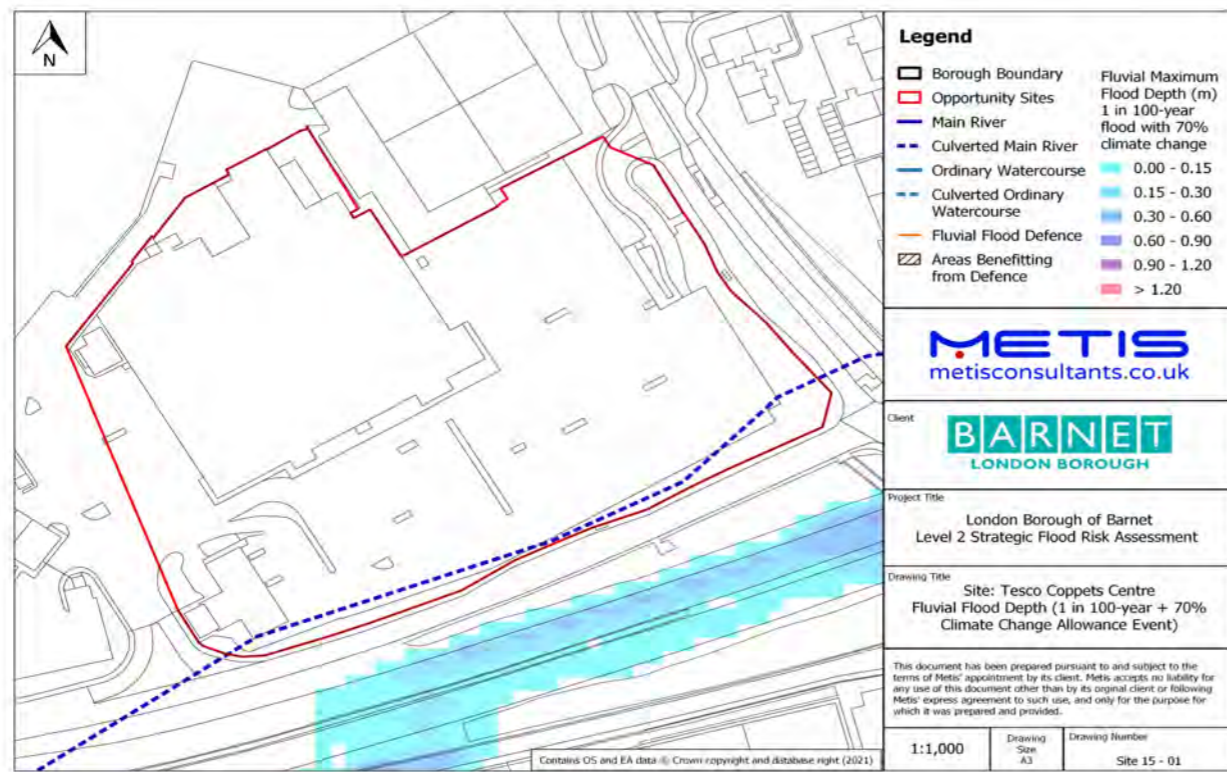 N
Legend
Borough Boundary
Opportunity Sites
Main River
Culverted Main River
Ordinary Watercourse
Culverted Ordinary
Watercourse
Fluvial Flood Defence
Areas Benefitting
from Defence
Fluvial Maximum
Flood Depth (m)
1 in 100-year
flood with 70%
climate change
0.00 - 0.15
0.15 - 0.30
0.30 - 0.60
0.60 - 0.90
0.90 - 1.20
> 1.20
METIS
metisconsultants.co.uk
Client
BARNET
LONDON BOROUGH
Project Title
London Borough of Barnet
Level 2 Strategic Flood Risk Assessment
Drawing Title
Site: Tesco Coppets Centre
Fluvial Flood Depth (1 in 100-year + 70%
Climate Change Allowance Event)
This document has been prepared pursuant to and subject to the
terms of Metis' appointment by its client. Metis accepts no liability for
any use of this document other than by its orginal client or following
Metis' express agreement to such use, and only for the purpose for
which it was prepared and provided.
1:1,000
Drawing
Size
A3
Drawing Number
Site 15 - 01
Contains OS and EA data © Crown copyright and database right (2021)